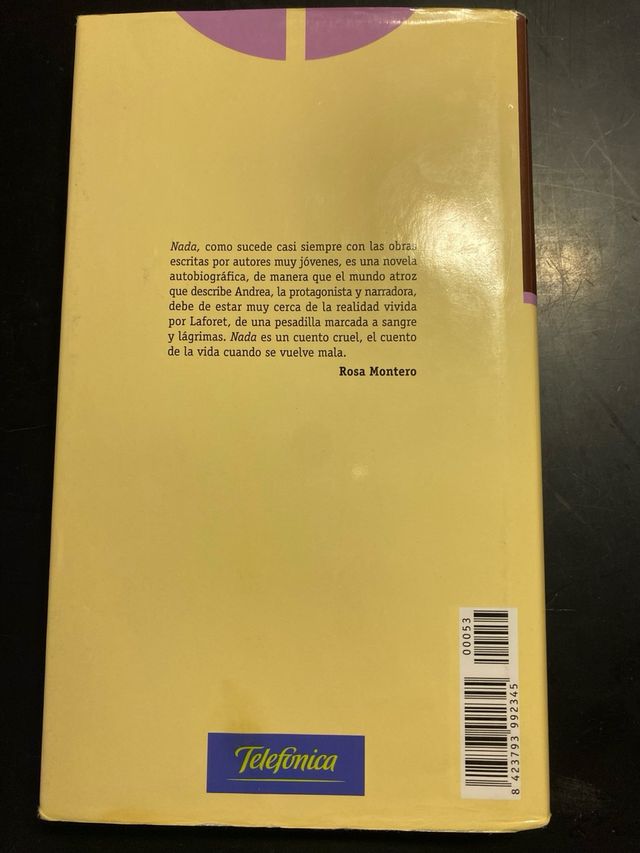 Nada, como sucede casi siempre con las obras
escritas por autores muy jóvenes, es una novela
autobiográfica, de manera que el mundo atroz
que describe Andrea, la protagonista y narradora,
debe de estar muy cerca de la realidad vivida
por Laforet, de una pesadilla marcada a sangre
y lágrimas. Nada es un cuento cruel, el cuento
de la vida cuando se vuelve mala.
Rosa Montero
00053
8 423793 992345
Telefónica